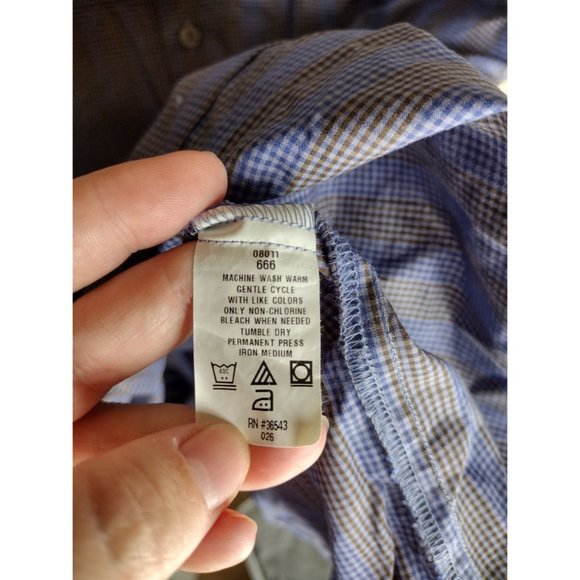 08011
666
MACHINE WASH WARM
GENTLE CYCLE
WITH LIKE COLORS
ONLY NON-CHLORINE
BLEACH WHEN NEEDED
TUMBLE DRY
PERMANENT PRESS
IRON MEDIUM
40C
RN #36543
026